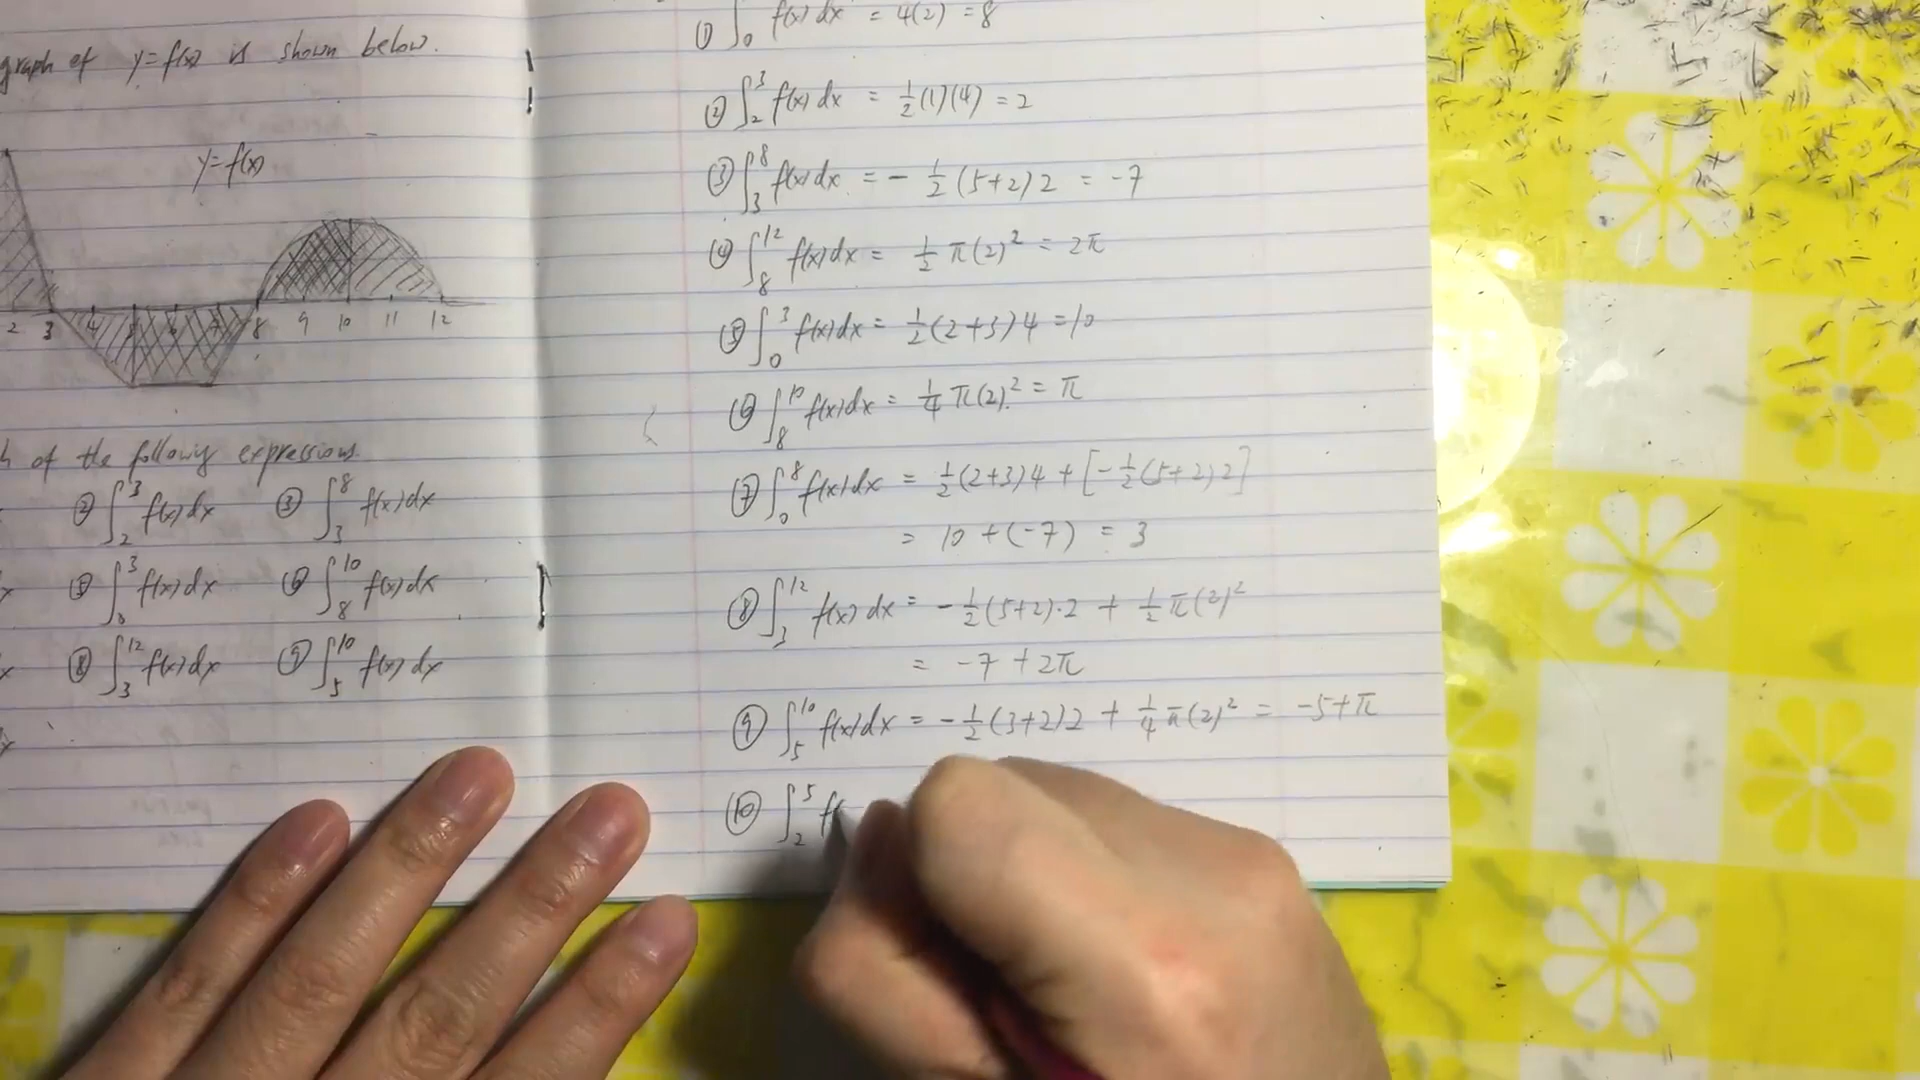 graph of y=f(x) is shown below.
y=f(x)
2 3 4 5 6 7 8 9 10 11 12
of the following expressions.
② ∫₂³ f(x)dx ③ ∫₃⁸ f(x)dx
⑤ ∫₀³ f(x)dx ⑥ ∫₈¹⁰ f(x)dx
x ⑧ ∫₃¹² f(x)dx ⑨ ∫₅¹⁰ f(x)dx
x
① ∫₀ f(x)dx = 4(2) = 8
② ∫₂³ f(x)dx = ½(1)(4) = 2
③ ∫₃⁸ f(x)dx = - ½(5+2)2 = -7
④ ∫₈¹² f(x)dx = ½π(2)² = 2π
⑤ ∫₀³ f(x)dx = ½(2+3)4 = 10
⑥ ∫₈¹⁰ f(x)dx = ¼π(2)² = π
⑦ ∫₀⁸ f(x)dx = ½(2+3)4 + [-½(5+2)2]
= 10 + (-7) = 3
⑧ ∫₃¹² f(x)dx = -½(5+2)·2 + ½π(2)²
= -7 + 2π
⑨ ∫₅¹⁰ f(x)dx = -½(3+2)2 + ¼π(2)² = -5+π
⑩ ∫₂⁵ f(